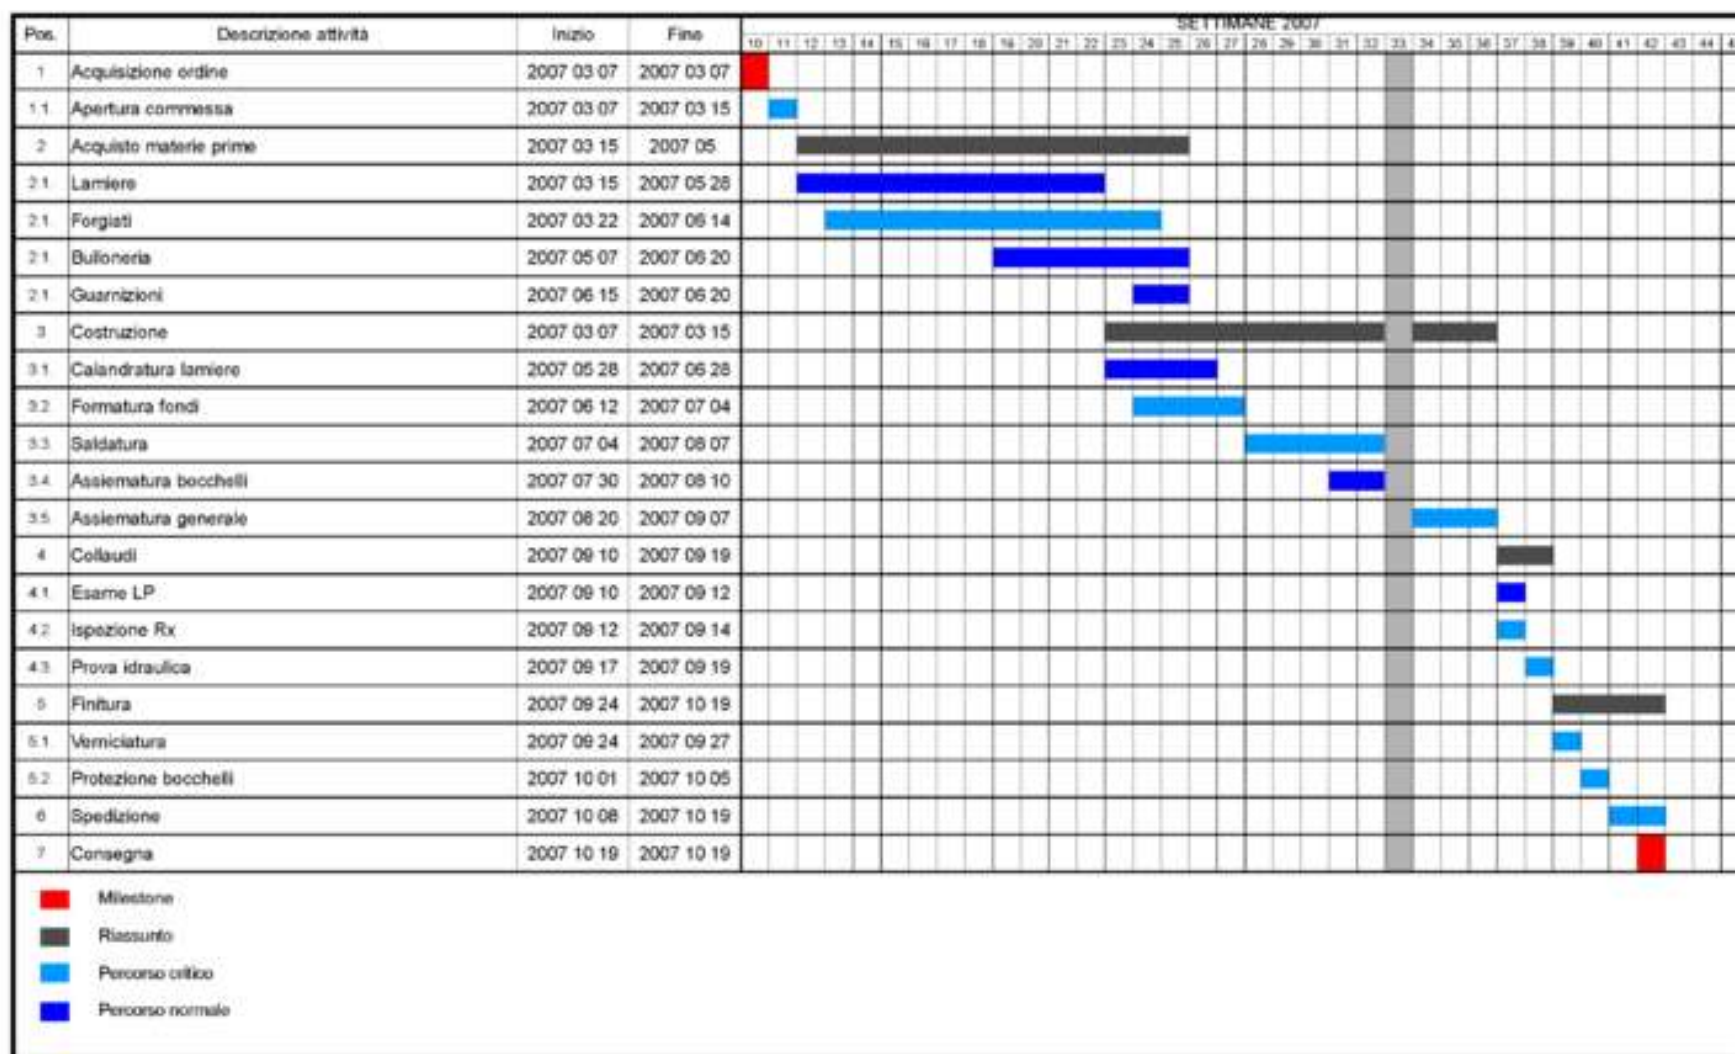 SETTIMANE 2007
Pos. Descrizione attività Inizio Fine 10 11 12 13 14 15 16 17 18 19 20 21 22 23 24 25 26 27 28 29 30 31 32 33 34 35 36 37 38 39 40 41 42 43 44
1 Acquisizione ordine 2007 03 07 2007 03 07
1.1 Apertura commessa 2007 03 07 2007 03 15
2 Acquisto materie prime 2007 03 15 2007 05
2.1 Lamiere 2007 03 15 2007 05 28
2.1 Forgiati 2007 03 22 2007 06 14
2.1 Bulloneria 2007 05 07 2007 06 20
2.1 Guarnizioni 2007 06 15 2007 06 20
3 Costruzione 2007 03 07 2007 03 15
3.1 Calandratura lamiere 2007 05 28 2007 06 28
3.2 Formatura fondi 2007 06 12 2007 07 04
3.3 Saldatura 2007 07 04 2007 08 07
3.4 Assiematura bocchelli 2007 07 30 2007 08 10
3.5 Assiematura generale 2007 08 20 2007 09 07
4 Collaudi 2007 09 10 2007 09 19
4.1 Esame LP 2007 09 10 2007 09 12
4.2 Ispezione Rx 2007 09 12 2007 09 14
4.3 Prova idraulica 2007 09 17 2007 09 19
5 Finitura 2007 09 24 2007 10 19
5.1 Verniciatura 2007 09 24 2007 09 27
5.2 Protezione bocchelli 2007 10 01 2007 10 05
6 Spedizione 2007 10 08 2007 10 19
7 Consegna 2007 10 19 2007 10 19
Milestone
Riassunto
Percorso critico
Percorso normale